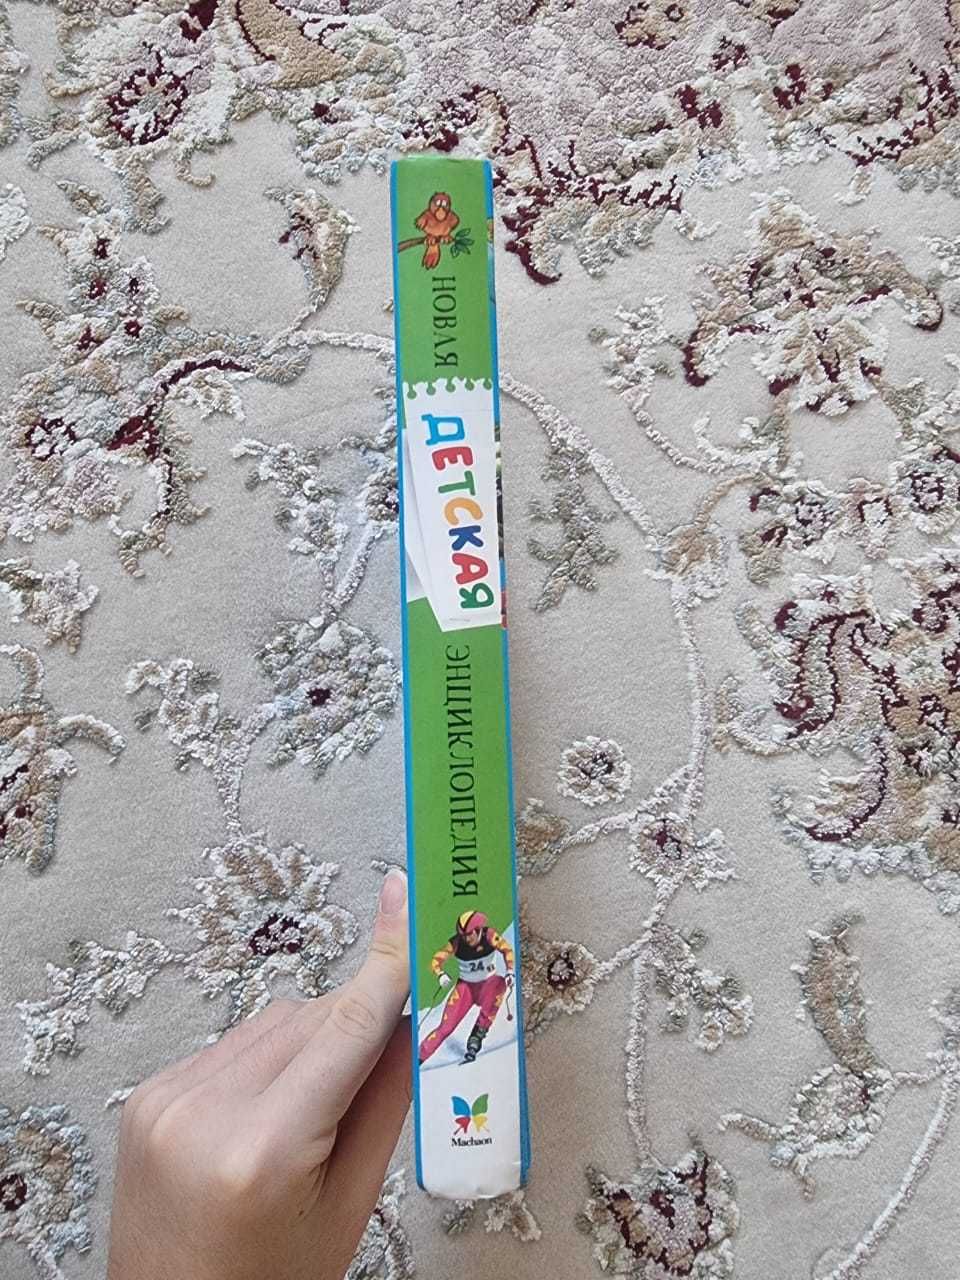 НОВАЯ
ДЕТСКАЯ
ЭНЦИКЛОПЕДИЯ
24
Machaon